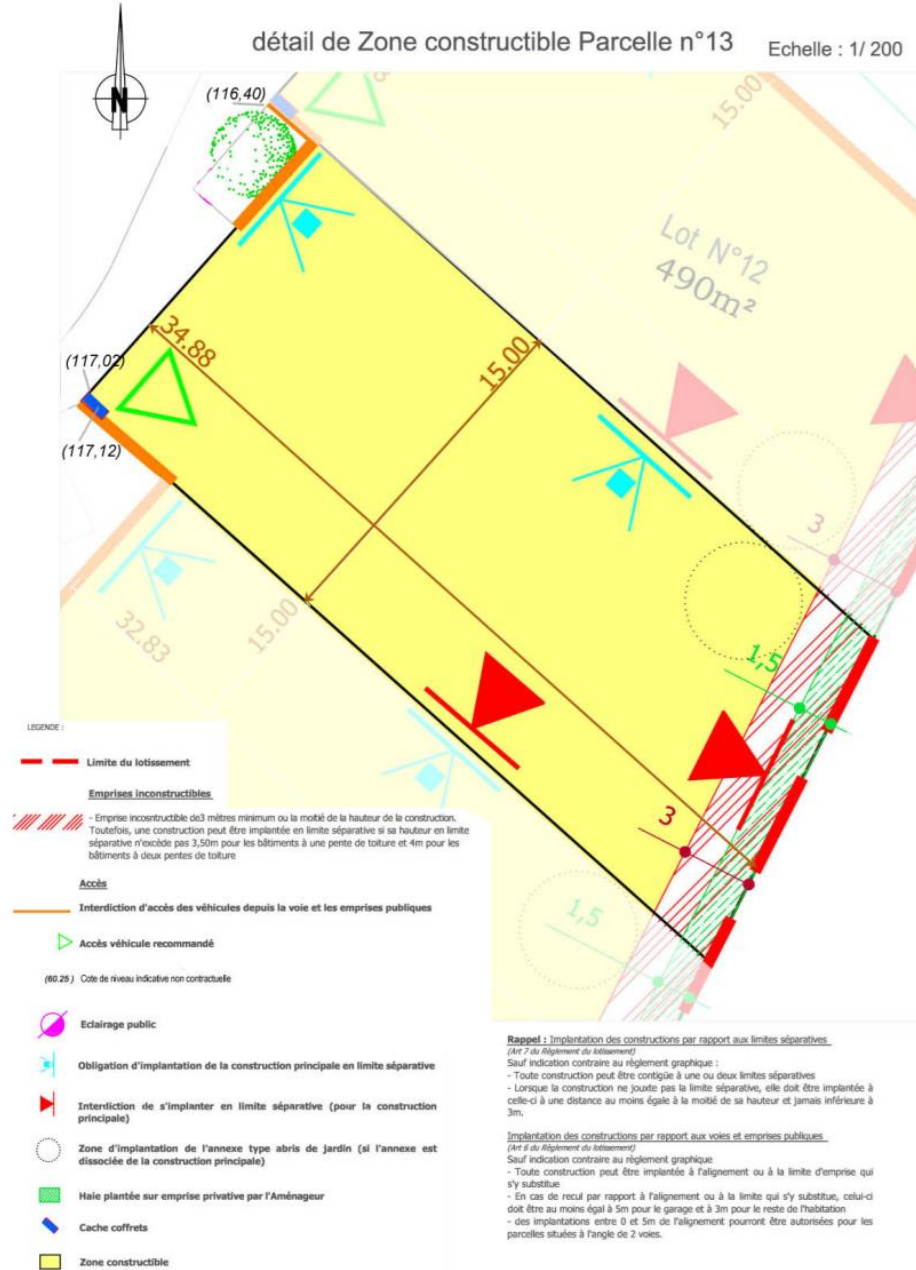 détail de Zone constructible Parcelle n°13
Echelle : 1/ 200
N
(116,40)
15.00
Lot N°12
490m²
34.88
15.00
(117,02)
(117,12)
3
32.83
15.00
1,5
3
1,5
LEGENDE :
Limite du lotissement
Emprises inconstructibles
- Emprise incosntructible de3 mètres minimum ou la moitié de la hauteur de la construction.
Toutefois, une construction peut être implantée en limite séparative si sa hauteur en limite
séparative n'excède pas 3,50m pour les bâtiments à une pente de toiture et 4m pour les
bâtiments à deux pentes de toiture
Accès
Interdiction d'accès des véhicules depuis la voie et les emprises publiques
Accès véhicule recommandé
(60.25 ) Cote de niveau indicative non contractuelle
Eclairage public
Obligation d'implantation de la construction principale en limite séparative
Interdiction de s'implanter en limite séparative (pour la construction
principale)
Zone d'implantation de l'annexe type abris de jardin (si l'annexe est
dissociée de la construction principale)
Haie plantée sur emprise privative par l'Aménageur
Cache coffrets
Zone constructible
Rappel : Implantation des constructions par rapport aux limites séparatives
(Art 7 du Règlement du lotissement)
Sauf indication contraire au règlement graphique :
- Toute construction peut être contigüe à une ou deux limites séparatives
- Lorsque la construction ne jouxte pas la limite séparative, elle doit être implantée à
celle-ci à une distance au moins égale à la moitié de sa hauteur et jamais inférieure à
3m.
Implantation des constructions par rapport aux voies et emprises publiques
(Art 6 du Règlement du lotissement)
Sauf indication contraire au règlement graphique
- Toute construction peut être implantée à l'alignement ou à la limite d'emprise qui
s'y substitue
- En cas de recul par rapport à l'alignement ou à la limite qui s'y substitue, celui-ci
doit être au moins égal à 5m pour le garage et à 3m pour le reste de l'habitation
- des implantations entre 0 et 5m de l'alignement pourront être autorisées pour les
parcelles situées à l'angle de 2 voies.